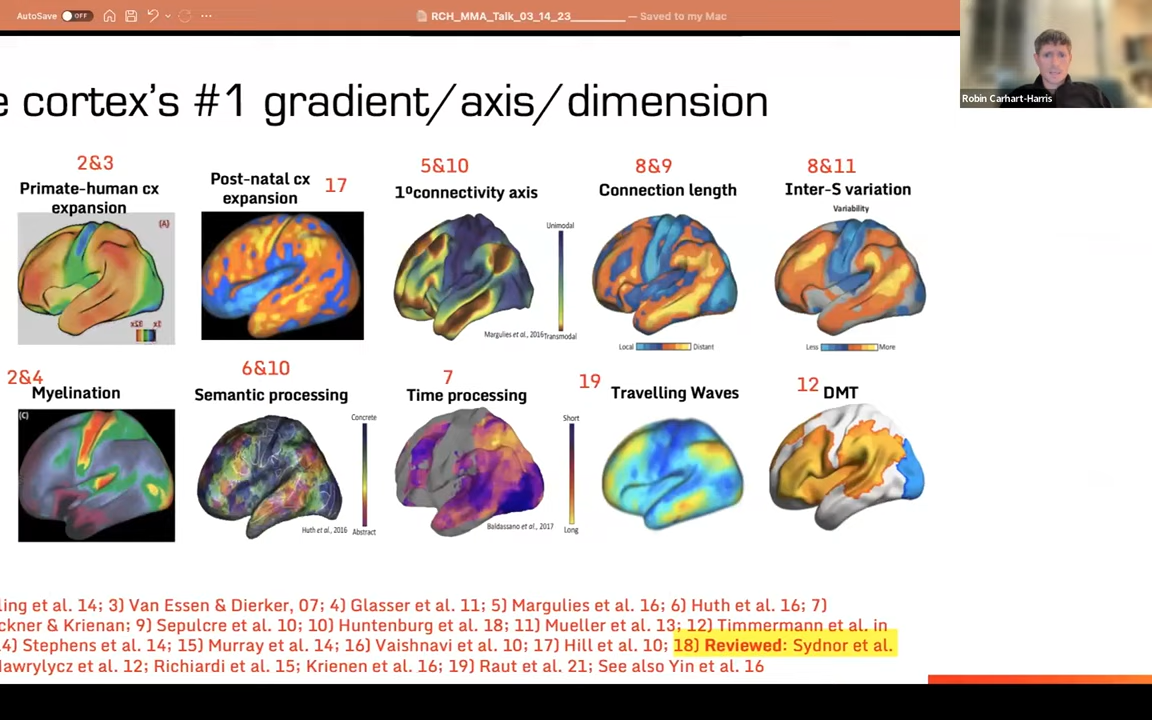 AutoSave OFF
RCH_MMA_Talk_03_14_23________ — Saved to my Mac
Robin Carhart-Harris
e cortex's #1 gradient/axis/dimension
2&3
Primate-human cx
expansion
17
Post-natal cx
expansion
5&10
1ºconnectivity axis
Unimodal
Margulies et al., 2016
Transmodal
8&9
Connection length
Local
Distant
8&11
Inter-S variation
Variability
Less
More
2&4
Myelination
(C)
6&10
Semantic processing
Concrete
Huth et al., 2016
Abstract
7
Time processing
Short
Baldassano et al., 2017
Long
19
Travelling Waves
12
DMT
ling et al. 14; 3) Van Essen & Dierker, 07; 4) Glasser et al. 11; 5) Margulies et al. 16; 6) Huth et al. 16; 7)
ckner & Krienan; 9) Sepulcre et al. 10; 10) Huntenburg et al. 18; 11) Mueller et al. 13; 12) Timmermann et al. in
4) Stephens et al. 14; 15) Murray et al. 14; 16) Vaishnavi et al. 10; 17) Hill et al. 10; 18) Reviewed: Sydnor et al.
lawrylycz et al. 12; Richiardi et al. 15; Krienen et al. 16; 19) Raut et al. 21; See also Yin et al. 16